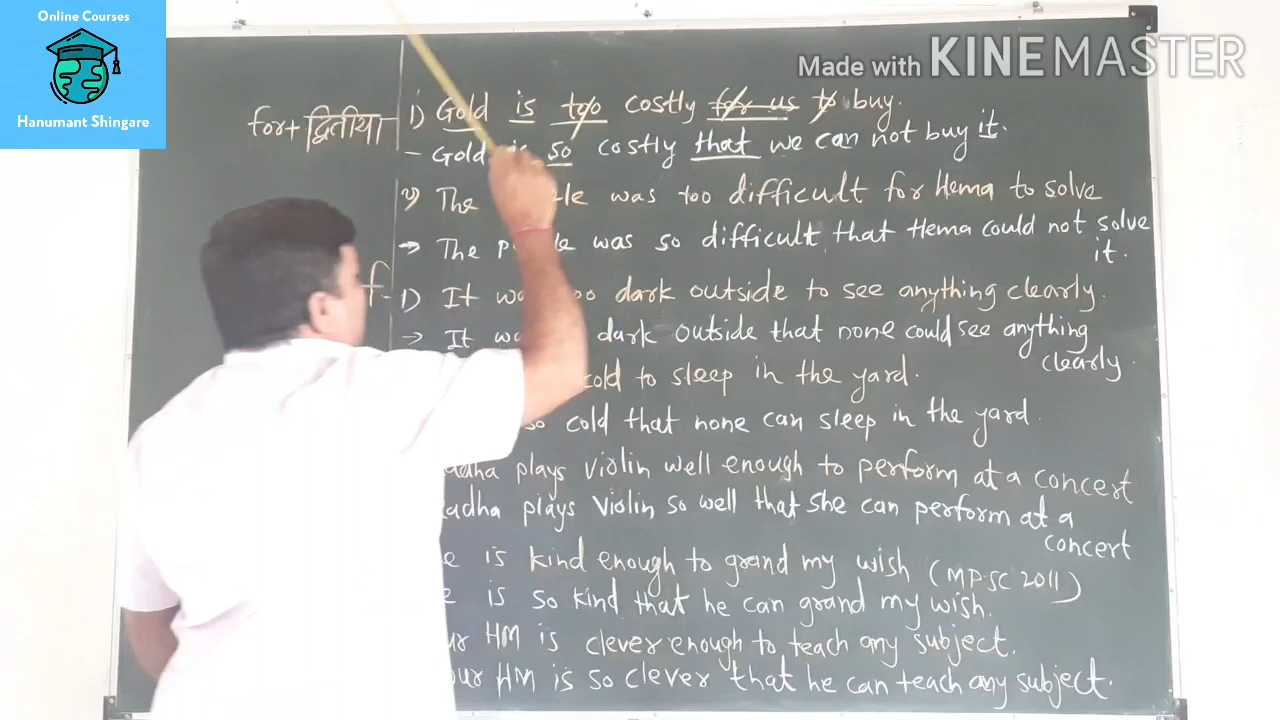 Online Courses
Hanumant Shingare
Made with KINEMASTER
for+ द्वितीया
i) Gold is too costly for us to buy.
– Gold is so costly that we can not buy it.
The was too difficult for Hema to solve
→ The was so difficult, that Hema could not solve
it.
1) It too dark outside to see anything clearly.
→ It dark outside that none could see anything
clearly.
cold to sleep in the yard.
so cold that none can sleep in the yard.
plays violin well enough to perform at a concert
plays violin so well that she can perform at a
concert
is kind enough to grand my wish (MPSC 2011)
is so kind that he can grand my wish.
HM is clever enough to teach any subject.
HM is so clever that he can teach any subject.